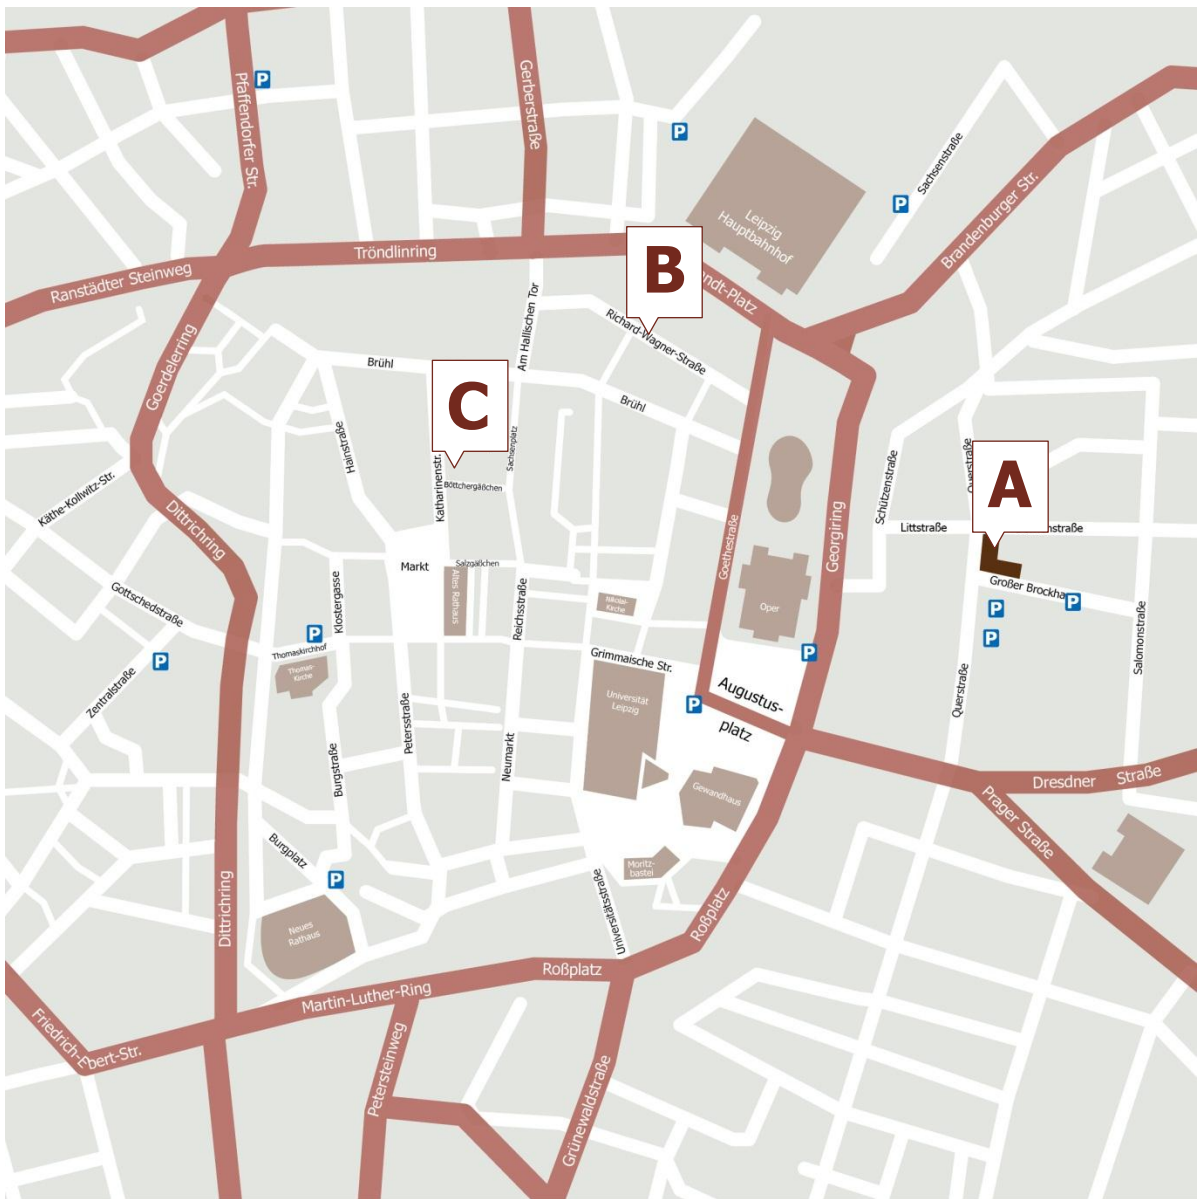 P
Pfaffendorfer Str.
Gerberstraße
P
Sachsenstraße
P
Leipzig
Hauptbahnhof
Brandenburger Str.
Tröndlinring
Ranstädter Steinweg
B
ndt-Platz
Am Hallischen Tor
Richard-Wagner-Straße
Goerdelerring
Brühl
C
Brühl
Hainstraße
Sachsenplatz
Katharinenstr.
Böttchergäßchen
Käthe-Kollwitz-Str.
Schützenstraße
Querstraße
A
Littstraße
nstraße
Dittrichring
Goethestraße
Georgiring
Markt
Salzgäßchen
Altes Rathaus
Reichsstraße
Nikolai-
Kirche
Oper
Großer Brockha
P
P
P
Klostergasse
Gottschedstraße
P
Thomaskirchhof
Thomas-
Kirche
P
Zentralstraße
Grimmaische Str.
P
Salomonstraße
Querstraße
Universität
Leipzig
P
Augustus-
platz
Petersstraße
Neumarkt
Burgstraße
Gewandhaus
Dresdner Straße
Prager Straße
Burgplatz
P
Moritz-
bastei
Universitätsstraße
Roßplatz
Dittrichring
Neues
Rathaus
Roßplatz
Martin-Luther-Ring
Friedrich-Ebert-Str.
Petersteinweg
Grünewaldstraße